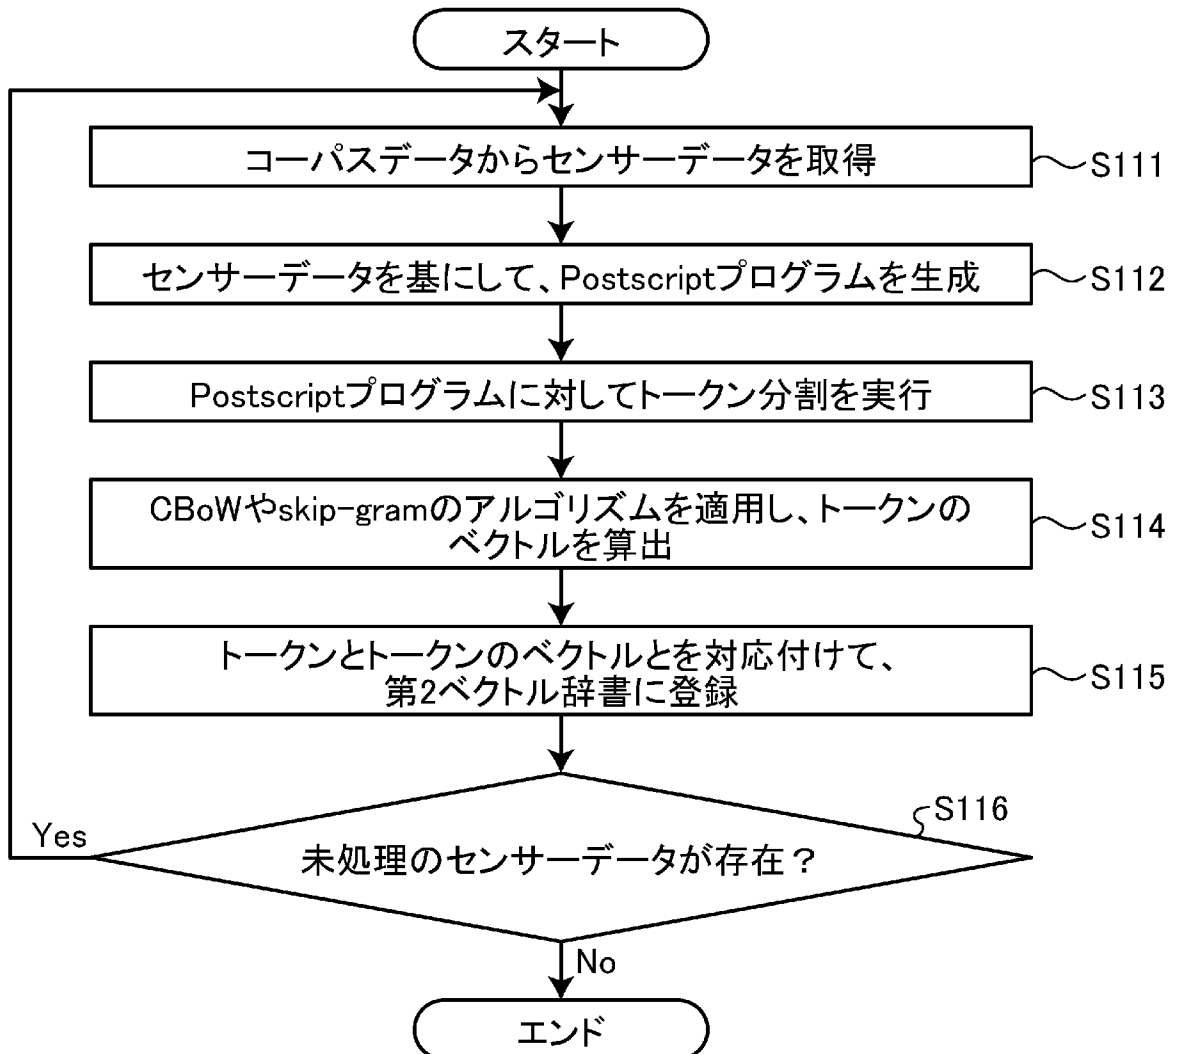 スタート
コーパスデータからセンサーデータを取得
S111
センサーデータを基にして、Postscriptプログラムを生成
S112
Postscriptプログラムに対してトークン分割を実行
S113
CBoWやskip-gramのアルゴリズムを適用し、トークンの
ベクトルを算出
S114
トークンとトークンのベクトルとを対応付けて、
第2ベクトル辞書に登録
S115
S116
Yes
未処理のセンサーデータが存在？
No
エンド